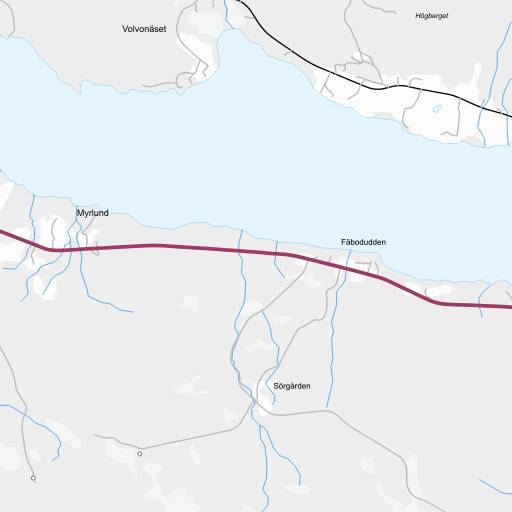 Högberget
Volvonäset
Myrlund
Fäbodudden
Sörgården